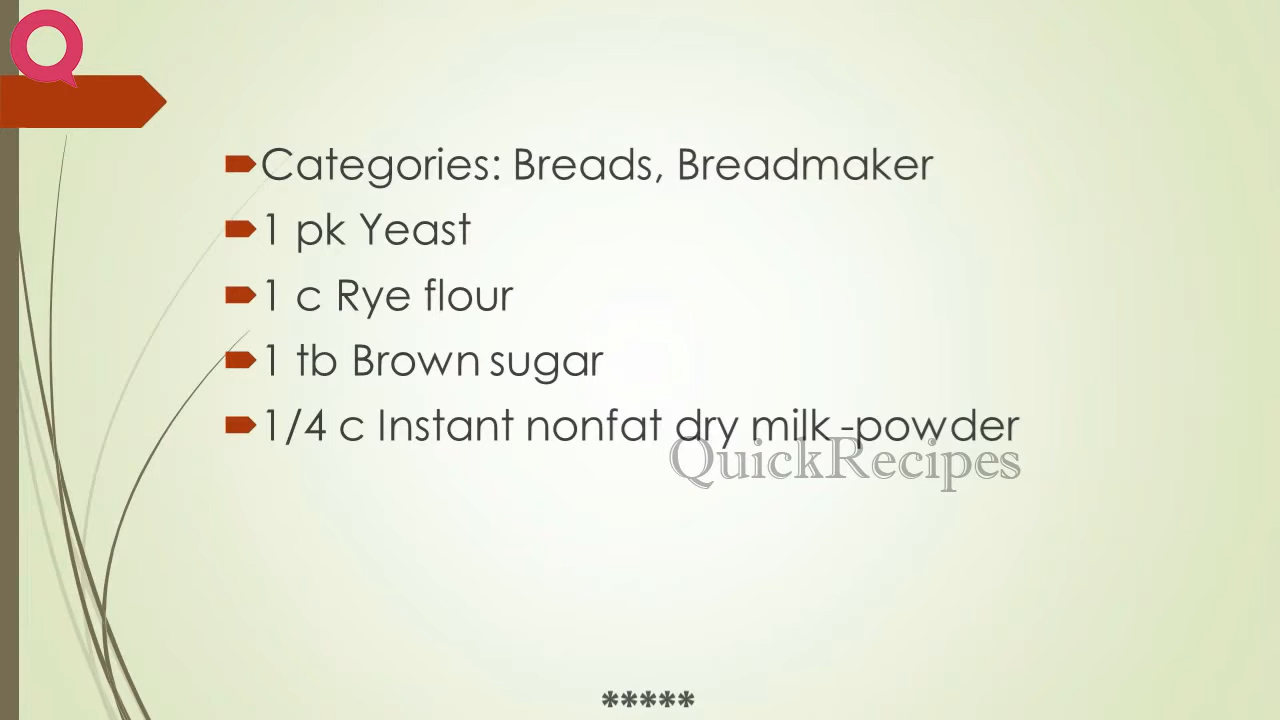 Categories: Breads, Breadmaker
1 pk Yeast
1 c Rye flour
1 tb Brown sugar
1/4 c Instant nonfat dry milk -powder
QuickRecipes
*****